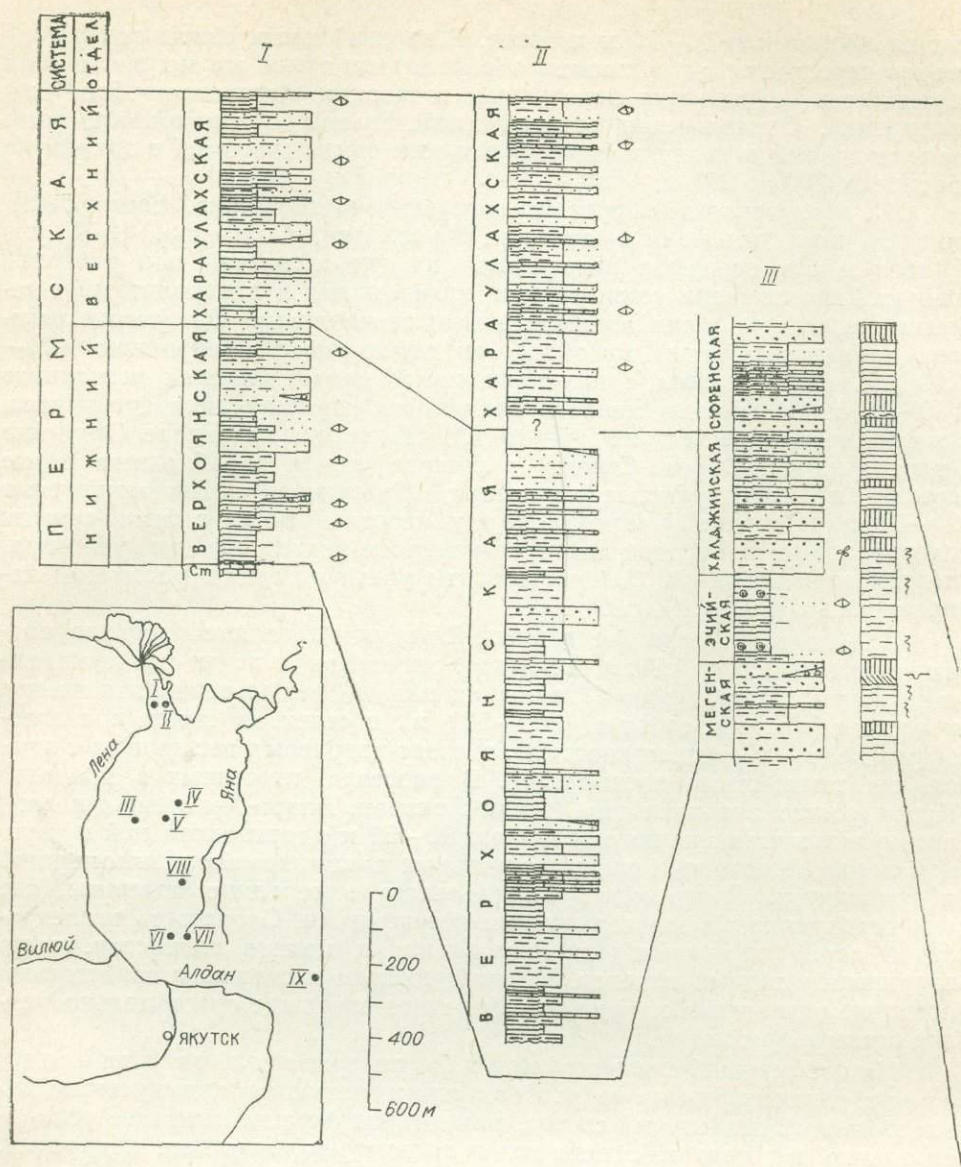 СИСТЕМА
ОТДЕЛ
I
II
III
ПЕРМСКАЯ
ВЕРХНИЙ
НИЖНИЙ
ХАРАУЛАХСКАЯ
ВЕРХОЯНСКАЯ
Cm
ХАРАУЛАХСКАЯ
?
ВЕРХОЯНСКАЯ
СЮРЕНСКАЯ
ХАЛДЖИНСКАЯ
ЭЧИЙ-
СКАЯ
МЕГЕН-
СКАЯ
I
II
Лена
Яна
IV
III
V
VIII
VI
VII
Вилюй
Алдан
IX
ЯКУТСК
0
200
400
600м